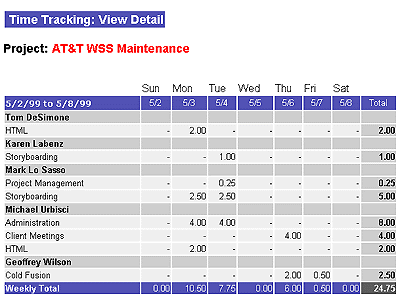 Time Tracking: View Detail
Project: AT&T WSS Maintenance
Sun Mon Tue Wed Thu Fri Sat
5/2/99 to 5/8/99 5/2 5/3 5/4 5/5 5/6 5/7 5/8 Total
Tom DeSimone
HTML - 2.00 - - - - - 2.00
Karen Labenz
Storyboarding - - 1.00 - - - - 1.00
Mark Lo Sasso
Project Management - - 0.25 - - - - 0.25
Storyboarding - 2.50 2.50 - - - - 5.00
Michael Urbisci
Administration - 4.00 4.00 - - - - 8.00
Client Meetings - - - - 4.00 - - 4.00
HTML - 2.00 - - - - - 2.00
Geoffrey Wilson
Cold Fusion - - - - 2.00 0.50 - 2.50
Weekly Total 0.00 10.50 7.75 0.00 6.00 0.50 0.00 24.75